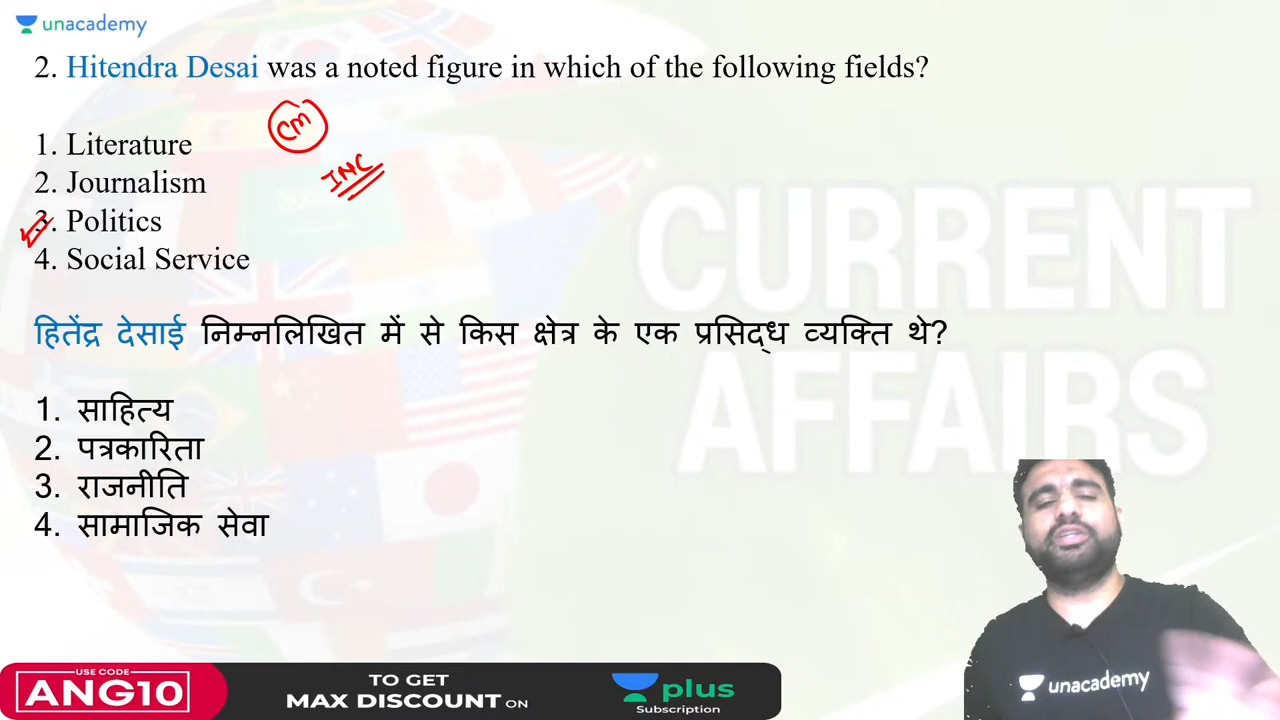 unacademy
2. Hitendra Desai was a noted figure in which of the following fields?
CM
INC
1. Literature
2. Journalism
3. Politics
4. Social Service
हितेंद्र देसाई निम्नलिखित में से किस क्षेत्र के एक प्रसिद्ध व्यक्ति थे?
1. साहित्य
2. पत्रकारिता
3. राजनीति
4. सामाजिक सेवा
CURRENT
AFFAIRS
unacademy
USE CODE
ANG10
TO GET
MAX DISCOUNT ON
plus
Subscription